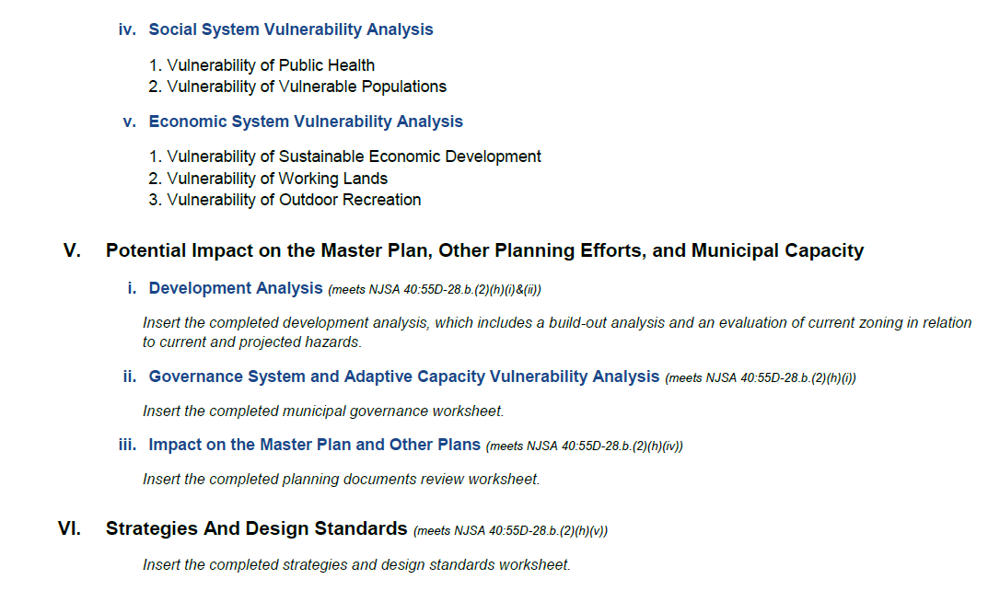 iv. Social System Vulnerability Analysis
1. Vulnerability of Public Health
2. Vulnerability of Vulnerable Populations
v. Economic System Vulnerability Analysis
1. Vulnerability of Sustainable Economic Development
2. Vulnerability of Working Lands
3. Vulnerability of Outdoor Recreation
V. Potential Impact on the Master Plan, Other Planning Efforts, and Municipal Capacity
i. Development Analysis (meets NJSA 40:55D-28.b.(2)(h)(i)&(ii))
Insert the completed development analysis, which includes a build-out analysis and an evaluation of current zoning in relation
to current and projected hazards.
ii. Governance System and Adaptive Capacity Vulnerability Analysis (meets NJSA 40:55D-28.b.(2)(h)(i))
Insert the completed municipal governance worksheet.
iii. Impact on the Master Plan and Other Plans (meets NJSA 40:55D-28.b.(2)(h)(iv))
Insert the completed planning documents review worksheet.
VI. Strategies And Design Standards (meets NJSA 40:55D-28.b.(2)(h)(v))
Insert the completed strategies and design standards worksheet.